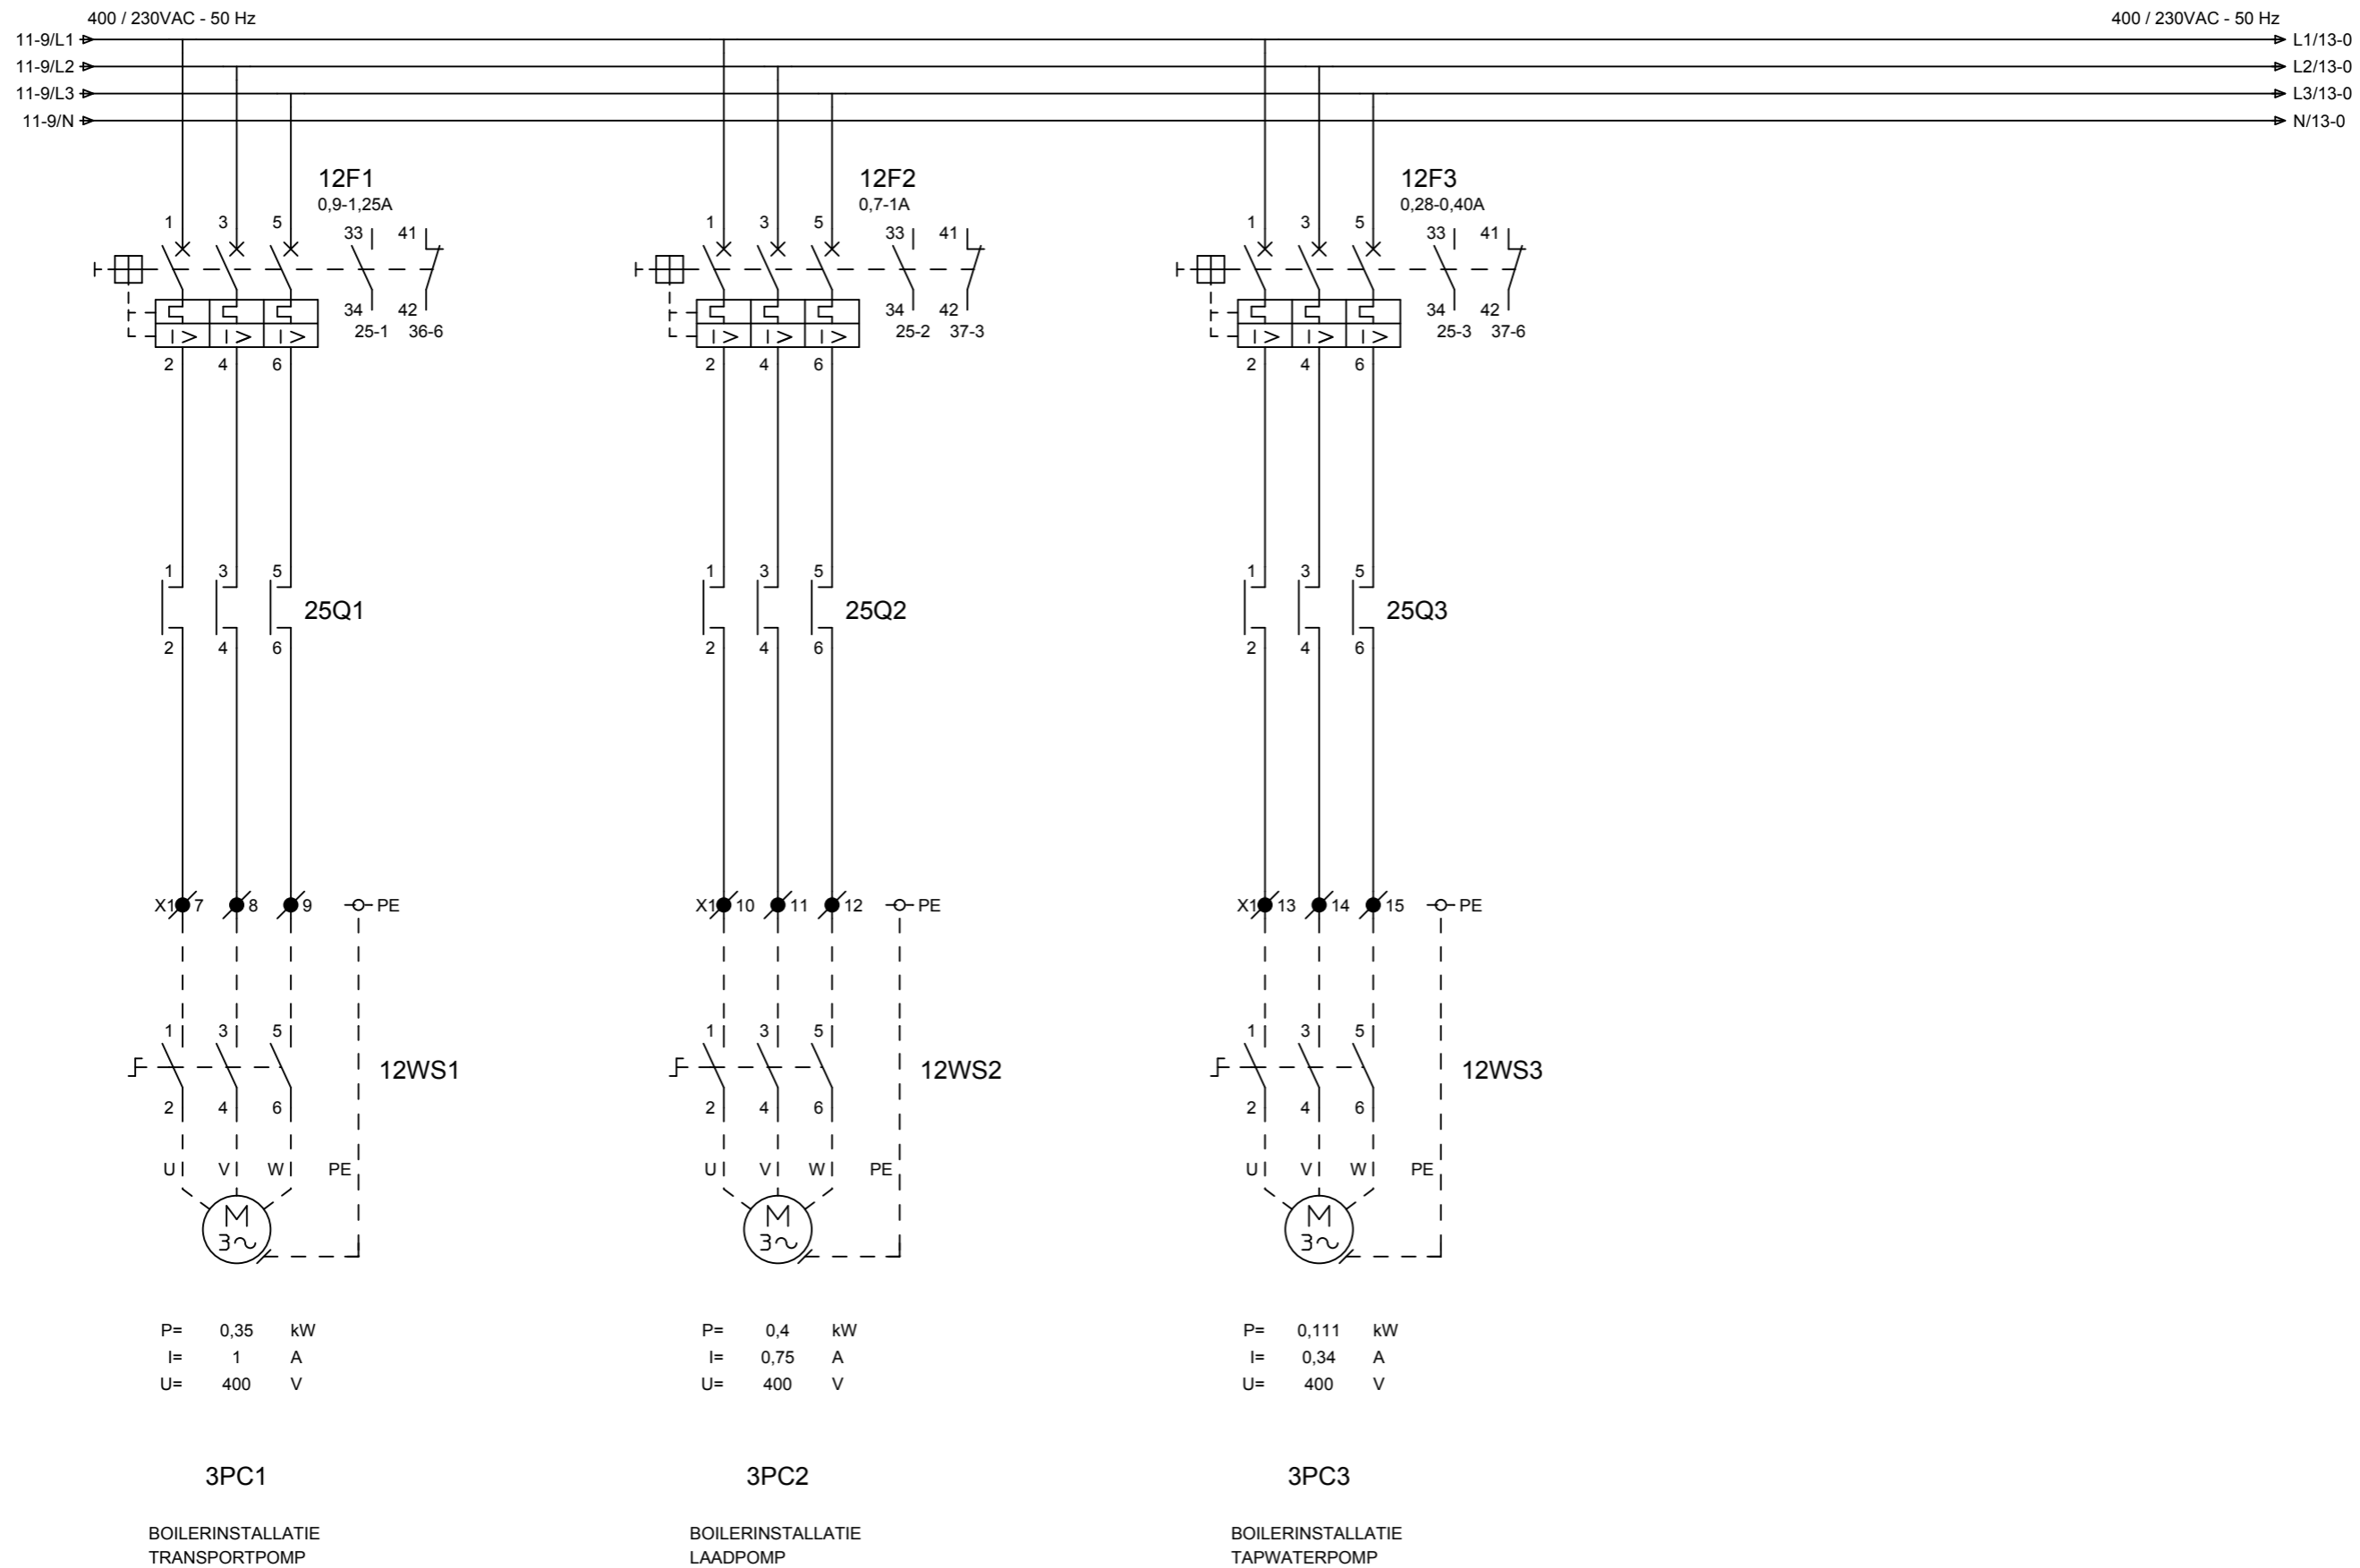 400 / 230VAC - 50 Hz 400 / 230VAC - 50 Hz
11-9/L1 L1/13-0
11-9/L2 L2/13-0
11-9/L3 L3/13-0
11-9/N N/13-0
12F1 12F2 12F3
0,9-1,25A 0,7-1A 0,28-0,40A
1 3 5 33 41 1 3 5 33 41 1 3 5 33 41
34 42 34 42 34 42
I> I> I> 25-1 36-6 I> I> I> 25-2 37-3 I> I> I> 25-3 37-6
2 4 6 2 4 6 2 4 6
1 3 5 1 3 5 1 3 5
25Q1 25Q2 25Q3
2 4 6 2 4 6 2 4 6
X1 7 8 9 PE X1 10 11 12 PE X1 13 14 15 PE
1 3 5 1 3 5 1 3 5
12WS1 12WS2 12WS3
2 4 6 2 4 6 2 4 6
U V W PE U V W PE U V W PE
M M M
3~ 3~ 3~
P= 0,35 kW P= 0,4 kW P= 0,111 kW
I= 1 A I= 0,75 A I= 0,34 A
U= 400 V U= 400 V U= 400 V
3PC1 3PC2 3PC3
BOILERINSTALLATIE BOILERINSTALLATIE BOILERINSTALLATIE
TRANSPORTPOMP LAADPOMP TAPWATERPOMP